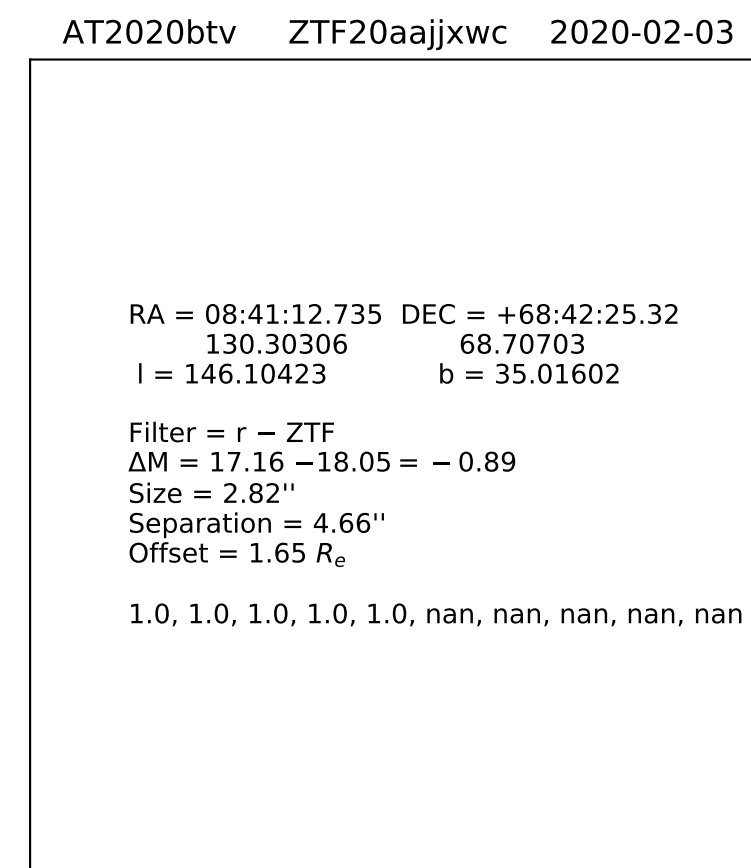 AT2020btv ZTF20aajjxwc 2020-02-03
RA = 08:41:12.735 DEC = +68:42:25.32
130.30306 68.70703
l = 146.10423 b = 35.01602
Filter = r − ZTF
ΔM = 17.16 −18.05 = − 0.89
Size = 2.82''
Separation = 4.66''
Offset = 1.65 Re
1.0, 1.0, 1.0, 1.0, 1.0, nan, nan, nan, nan, nan